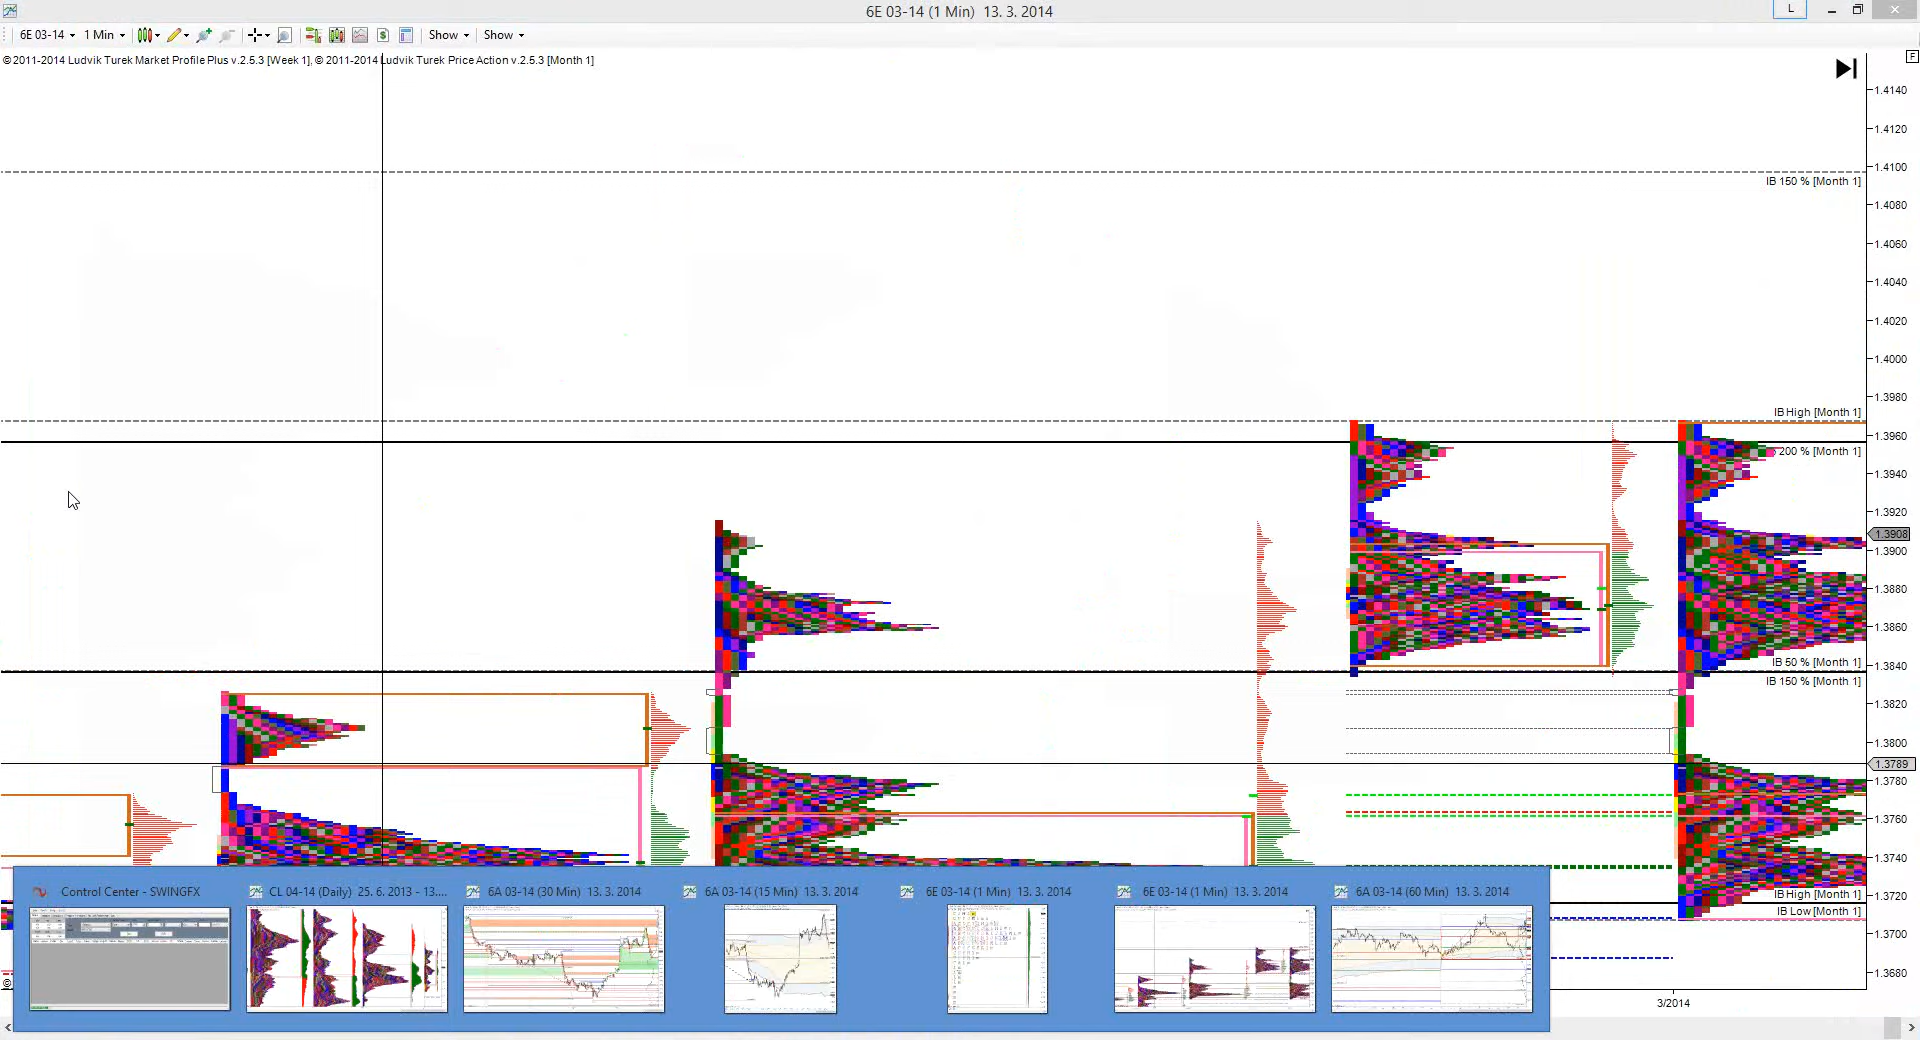 6E 03-14 (1 Min)  13. 3. 2014
L
6E 03-14 1 Min Show Show
©2011-2014 Ludvik Turek Market Profile Plus v.2.5.3 [Week 1], ©2011-2014 Ludvik Turek Price Action v.2.5.3 [Month 1]
F
1.4140
1.4120
1.4100
IB 150 % [Month 1]
1.4080
1.4060
1.4040
1.4020
1.4000
1.3980
IB High [Month 1]
1.3960
200 % [Month 1]
1.3940
1.3920
1.3908
1.3900
1.3880
1.3860
IB 50 % [Month 1]
1.3840
IB 150 % [Month 1]
1.3820
1.3800
1.3789
1.3780
1.3760
1.3740
IB High [Month 1]
1.3720
IB Low [Month 1]
1.3700
1.3680
3/2014
©
Control Center - SWINGFX
CL 04-14 (Daily)  25. 6. 2013 - 13....
6A 03-14 (30 Min)  13. 3. 2014
6A 03-14 (15 Min)  13. 3. 2014
6E 03-14 (1 Min)  13. 3. 2014
6E 03-14 (1 Min)  13. 3. 2014
6A 03-14 (60 Min)  13. 3. 2014